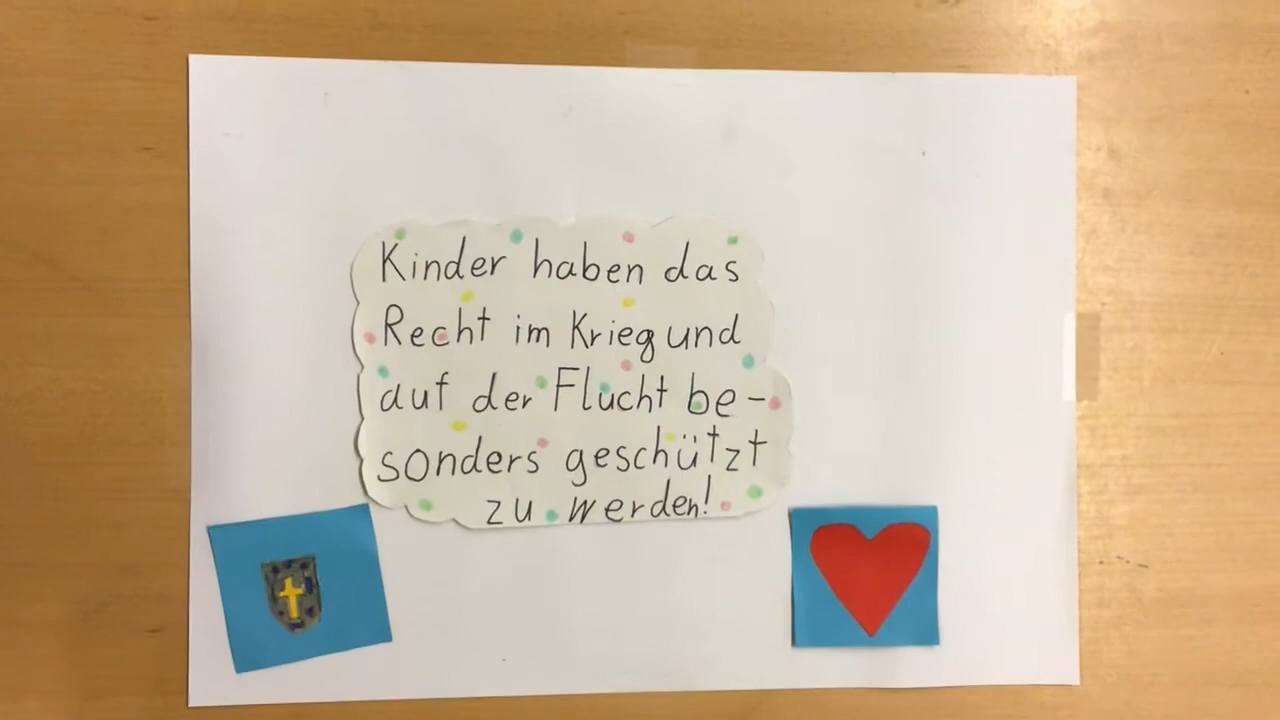 Kinder haben das
Recht im Krieg und
auf der Flucht be-
sonders geschützt
zu werden!